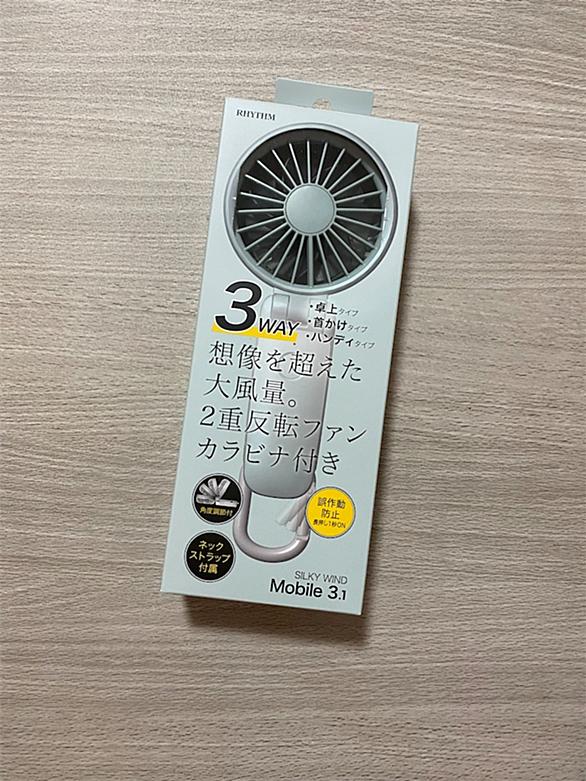 RHYTHM
3WAY
・卓上タイプ
・首かけタイプ
・ハンディタイプ
想像を超えた
大風量。
2重反転ファン
カラビナ付き
角度調節付
誤作動
防止
長押し1秒ON
ネック
ストラップ
付属
SILKY WIND
Mobile 3.1